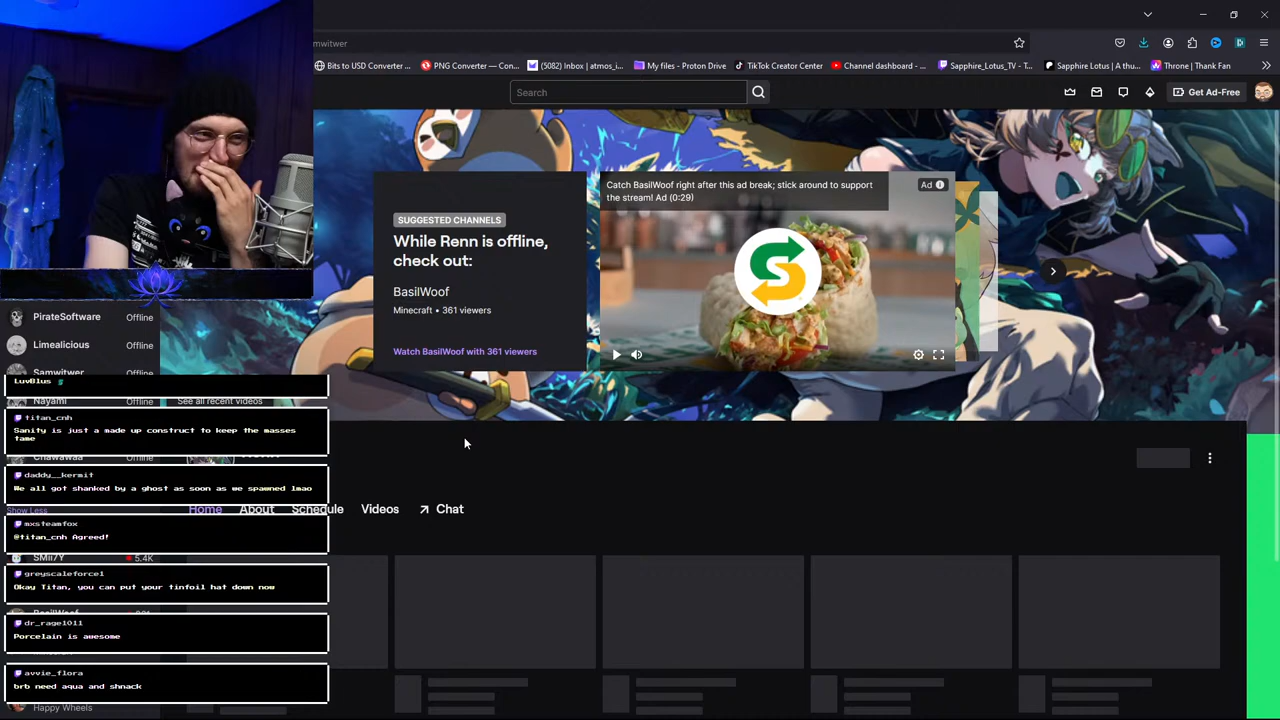 mwitwer
Bits to USD Converter ...
PNG Converter — Con...
(5082) Inbox | atmos_i...
My files - Proton Drive
TikTok Creator Center
Channel dashboard - ...
Sapphire_Lotus_TV - T...
Sapphire Lotus | A thu...
Throne | Thank Fan
Search
Get Ad-Free
SUGGESTED CHANNELS
While Renn is offline,
check out:
BasilWoof
Minecraft • 361 viewers
Watch BasilWoof with 361 viewers
Catch BasilWoof right after this ad break; stick around to support
the stream! Ad (0:29)
Ad
PirateSoftware Offline
Limealicious Offline
Samwitwer Offline
LuvBlus
Nayami Offline
See all recent videos
titan_cnh
Sanity is just a made up construct to keep the masses
tame
Chawawaa Offline
daddy__kermit
We all got shanked by a ghost as soon as we spawned lmao
Show Less
Home About Schedule Videos Chat
mxsteamfox
@titan_cnh Agreed!
SMii7Y 5.4K
greyscaleforce1
Okay Titan, you can put your tinfoil hat down now
BasilWoof
dr_rage1011
Porcelain is awesome
avvie_flora
brb need aqua and shnack
Happy Wheels